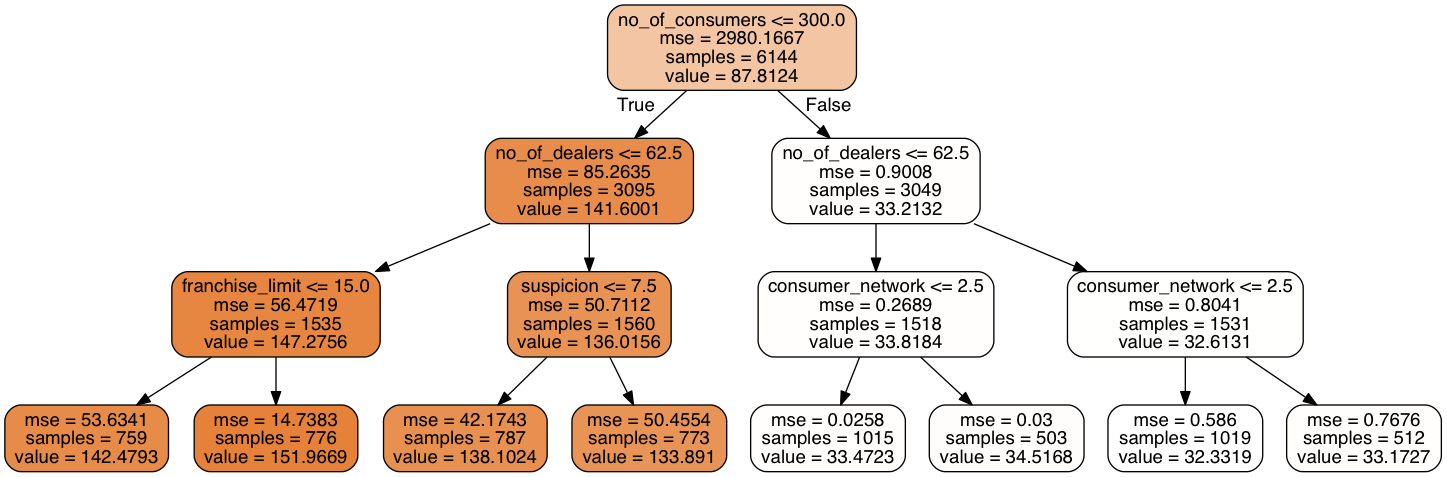 no_of_consumers <= 300.0
mse = 2980.1667
samples = 6144
value = 87.8124
True
False
no_of_dealers <= 62.5
mse = 85.2635
samples = 3095
value = 141.6001
no_of_dealers <= 62.5
mse = 0.9008
samples = 3049
value = 33.2132
franchise_limit <= 15.0
mse = 56.4719
samples = 1535
value = 147.2756
suspicion <= 7.5
mse = 50.7112
samples = 1560
value = 136.0156
consumer_network <= 2.5
mse = 0.2689
samples = 1518
value = 33.8184
consumer_network <= 2.5
mse = 0.8041
samples = 1531
value = 32.6131
mse = 53.6341
samples = 759
value = 142.4793
mse = 14.7383
samples = 776
value = 151.9669
mse = 42.1743
samples = 787
value = 138.1024
mse = 50.4554
samples = 773
value = 133.891
mse = 0.0258
samples = 1015
value = 33.4723
mse = 0.03
samples = 503
value = 34.5168
mse = 0.586
samples = 1019
value = 32.3319
mse = 0.7676
samples = 512
value = 33.1727